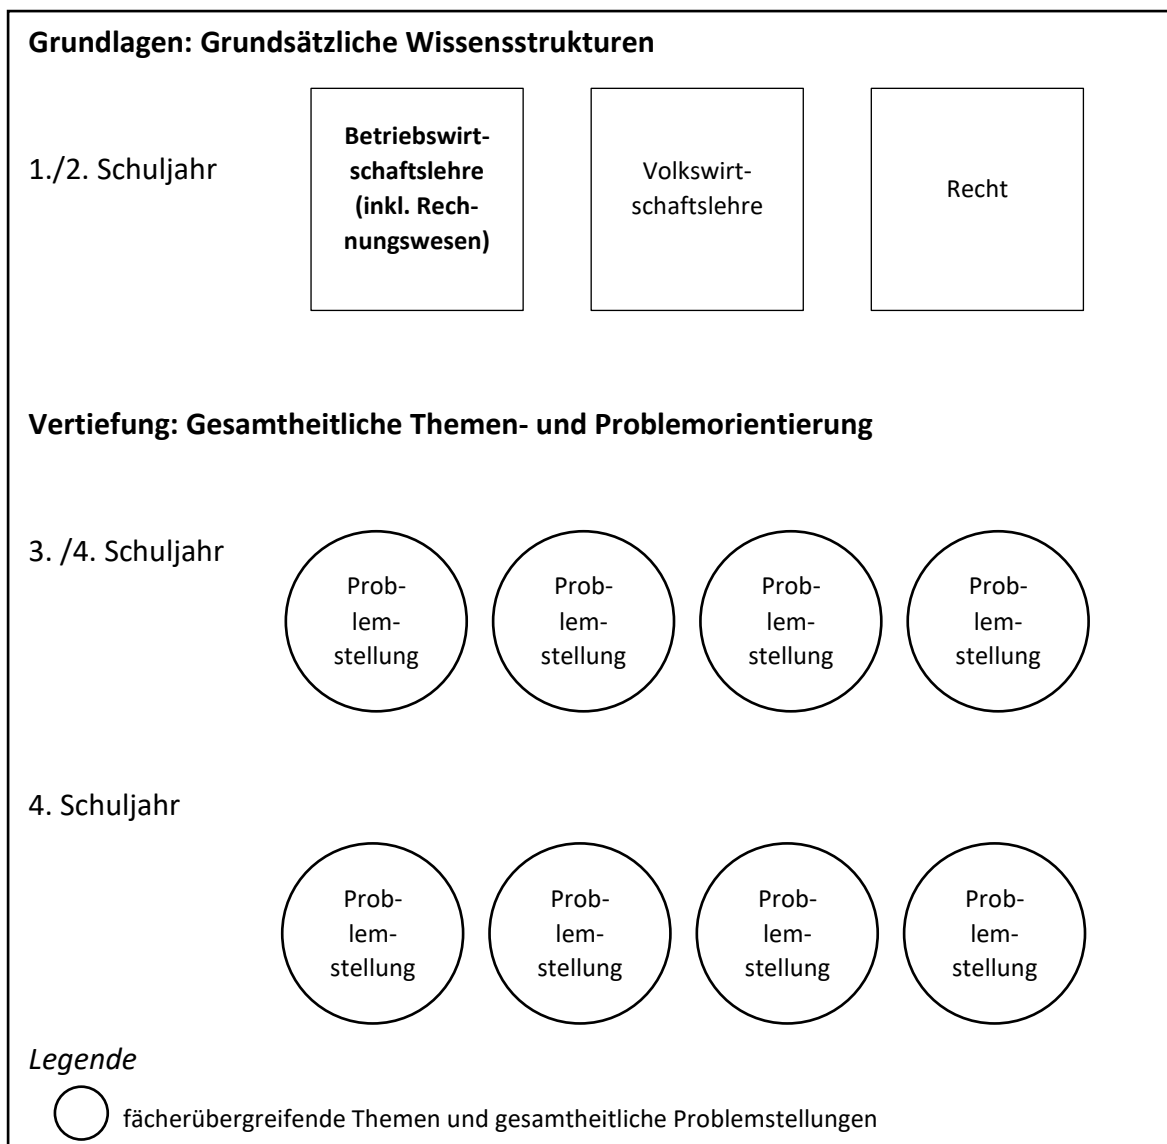 Grundlagen: Grundsätzliche Wissensstrukturen
1./2. Schuljahr
Betriebswirt-
schaftslehre
(inkl. Rech-
nungswesen)
Volkswirt-
schaftslehre
Recht
Vertiefung: Gesamtheitliche Themen- und Problemorientierung
3. /4. Schuljahr
Prob-
lem-
stellung
Prob-
lem-
stellung
Prob-
lem-
stellung
Prob-
lem-
stellung
4. Schuljahr
Prob-
lem-
stellung
Prob-
lem-
stellung
Prob-
lem-
stellung
Prob-
lem-
stellung
Legende
fächerübergreifende Themen und gesamtheitliche Problemstellungen